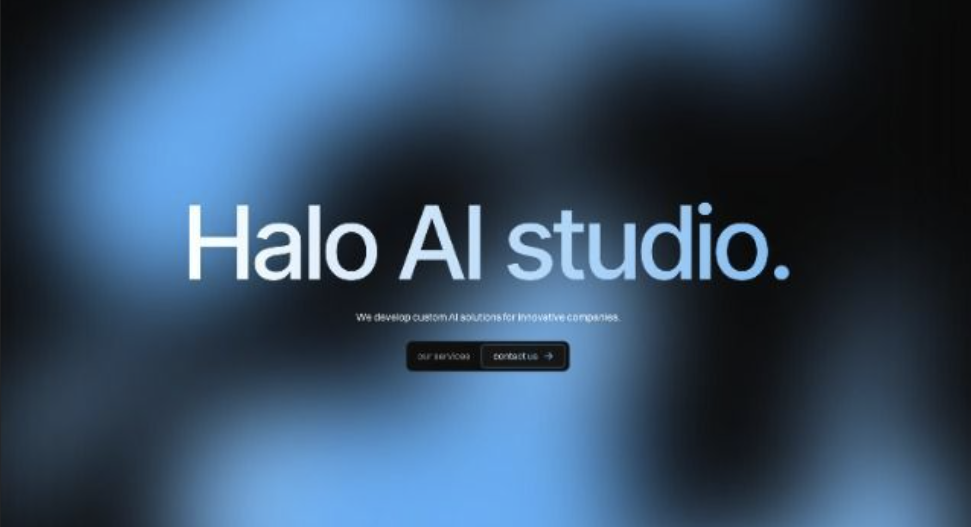 Halo AI studio.
We develop custom AI solutions for innovative companies.
our services contact us →